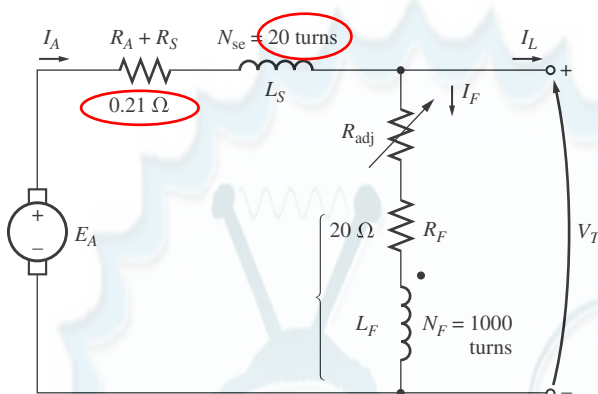 I_A
R_A + R_S
N_se = 20 turns
I_L
+
0.21 Ω
L_S
I_F
R_adj
+
−
E_A
20 Ω
R_F
V_T
L_F
N_F = 1000
turns
−